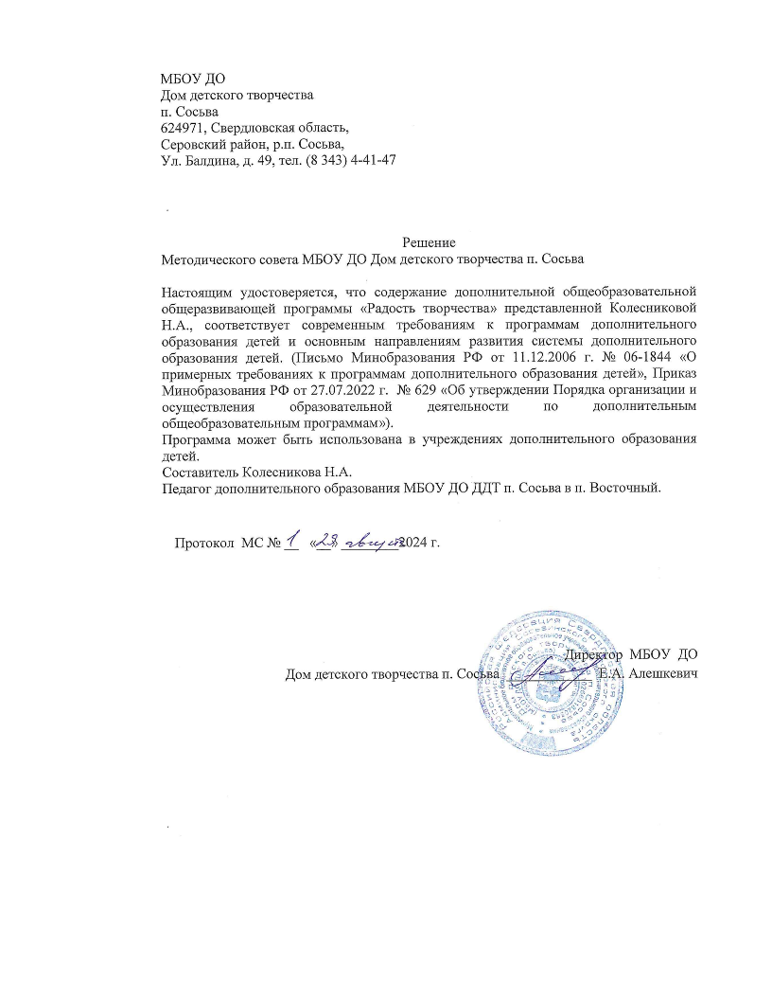 МБОУ ДО
Дом детского творчества
п. Сосьва
624971, Свердловская область,
Серовский район, р.п. Сосьва,
Ул. Балдина, д. 49, тел. (8 343) 4-41-47
Решение
Методического совета МБОУ ДО Дом детского творчества п. Сосьва
Настоящим удостоверяется, что содержание дополнительной общеобразовательной
общеразвивающей программы «Радость творчества» представленной Колесниковой
Н.А., соответствует современным требованиям к программам дополнительного
образования детей и основным направлениям развития системы дополнительного
образования детей. (Письмо Минобразования РФ от 11.12.2006 г. № 06-1844 «О
примерных требованиях к программам дополнительного образования детей», Приказ
Минобразования РФ от 27.07.2022 г. № 629 «Об утверждении Порядка организации и
осуществления образовательной деятельности по дополнительным
общеобразовательным программам»).
Программа может быть использована в учреждениях дополнительного образования
детей.
Составитель Колесникова Н.А.
Педагог дополнительного образования МБОУ ДО ДДТ п. Сосьва в п. Восточный.
Протокол МС № 1 «29» августа 2024 г.
Директор МБОУ ДО
Дом детского творчества п. Сосьва ____________ Е.А. Алешкевич